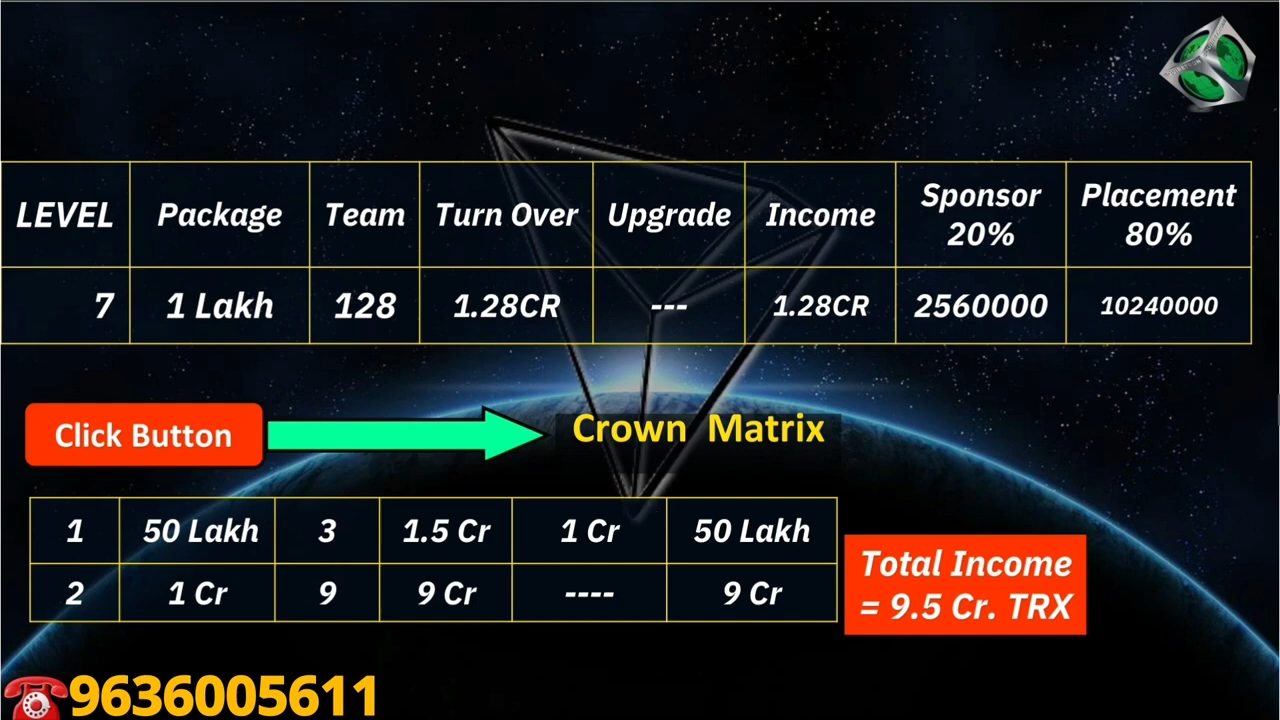 LEVEL Package Team Turn Over Upgrade Income Sponsor 20% Placement 80%
7 1 Lakh 128 1.28CR --- 1.28CR 2560000 10240000
Click Button Crown Matrix
1 50 Lakh 3 1.5 Cr 1 Cr 50 Lakh
2 1 Cr 9 9 Cr ---- 9 Cr
Total Income
= 9.5 Cr. TRX
9636005611